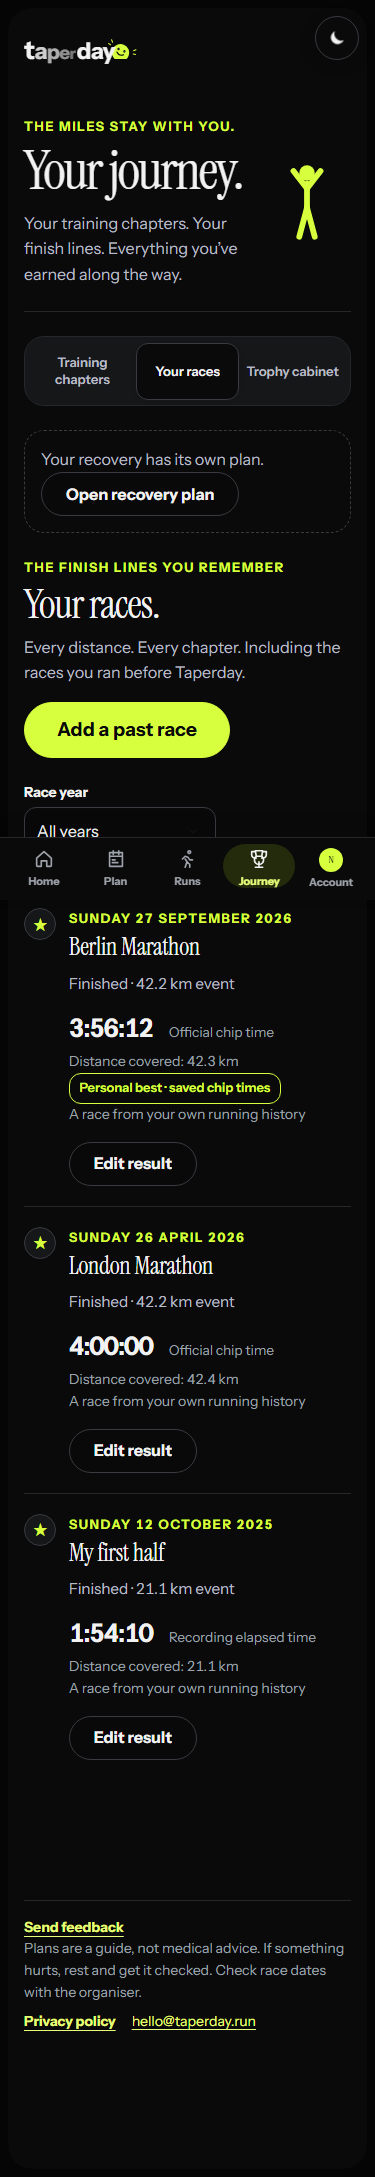 taperday
THE MILES STAY WITH YOU.
Your journey.
Your training chapters. Your
finish lines. Everything you've
earned along the way.
Training
chapters
Your races
Trophy cabinet
Your recovery has its own plan.
Open recovery plan
THE FINISH LINES YOU REMEMBER
Your races.
Every distance. Every chapter. Including the
races you ran before Taperday.
Add a past race
Race year
All years
Home
Plan
Runs
Journey
N
Account
SUNDAY 27 SEPTEMBER 2026
Berlin Marathon
Finished · 42.2 km event
3:56:12 Official chip time
Distance covered: 42.3 km
Personal best · saved chip times
A race from your own running history
Edit result
SUNDAY 26 APRIL 2026
London Marathon
Finished · 42.2 km event
4:00:00 Official chip time
Distance covered: 42.4 km
A race from your own running history
Edit result
SUNDAY 12 OCTOBER 2025
My first half
Finished · 21.1 km event
1:54:10 Recording elapsed time
Distance covered: 21.1 km
A race from your own running history
Edit result
Send feedback
Plans are a guide, not medical advice. If something
hurts, rest and get it checked. Check race dates
with the organiser.
Privacy policy hello@taperday.run